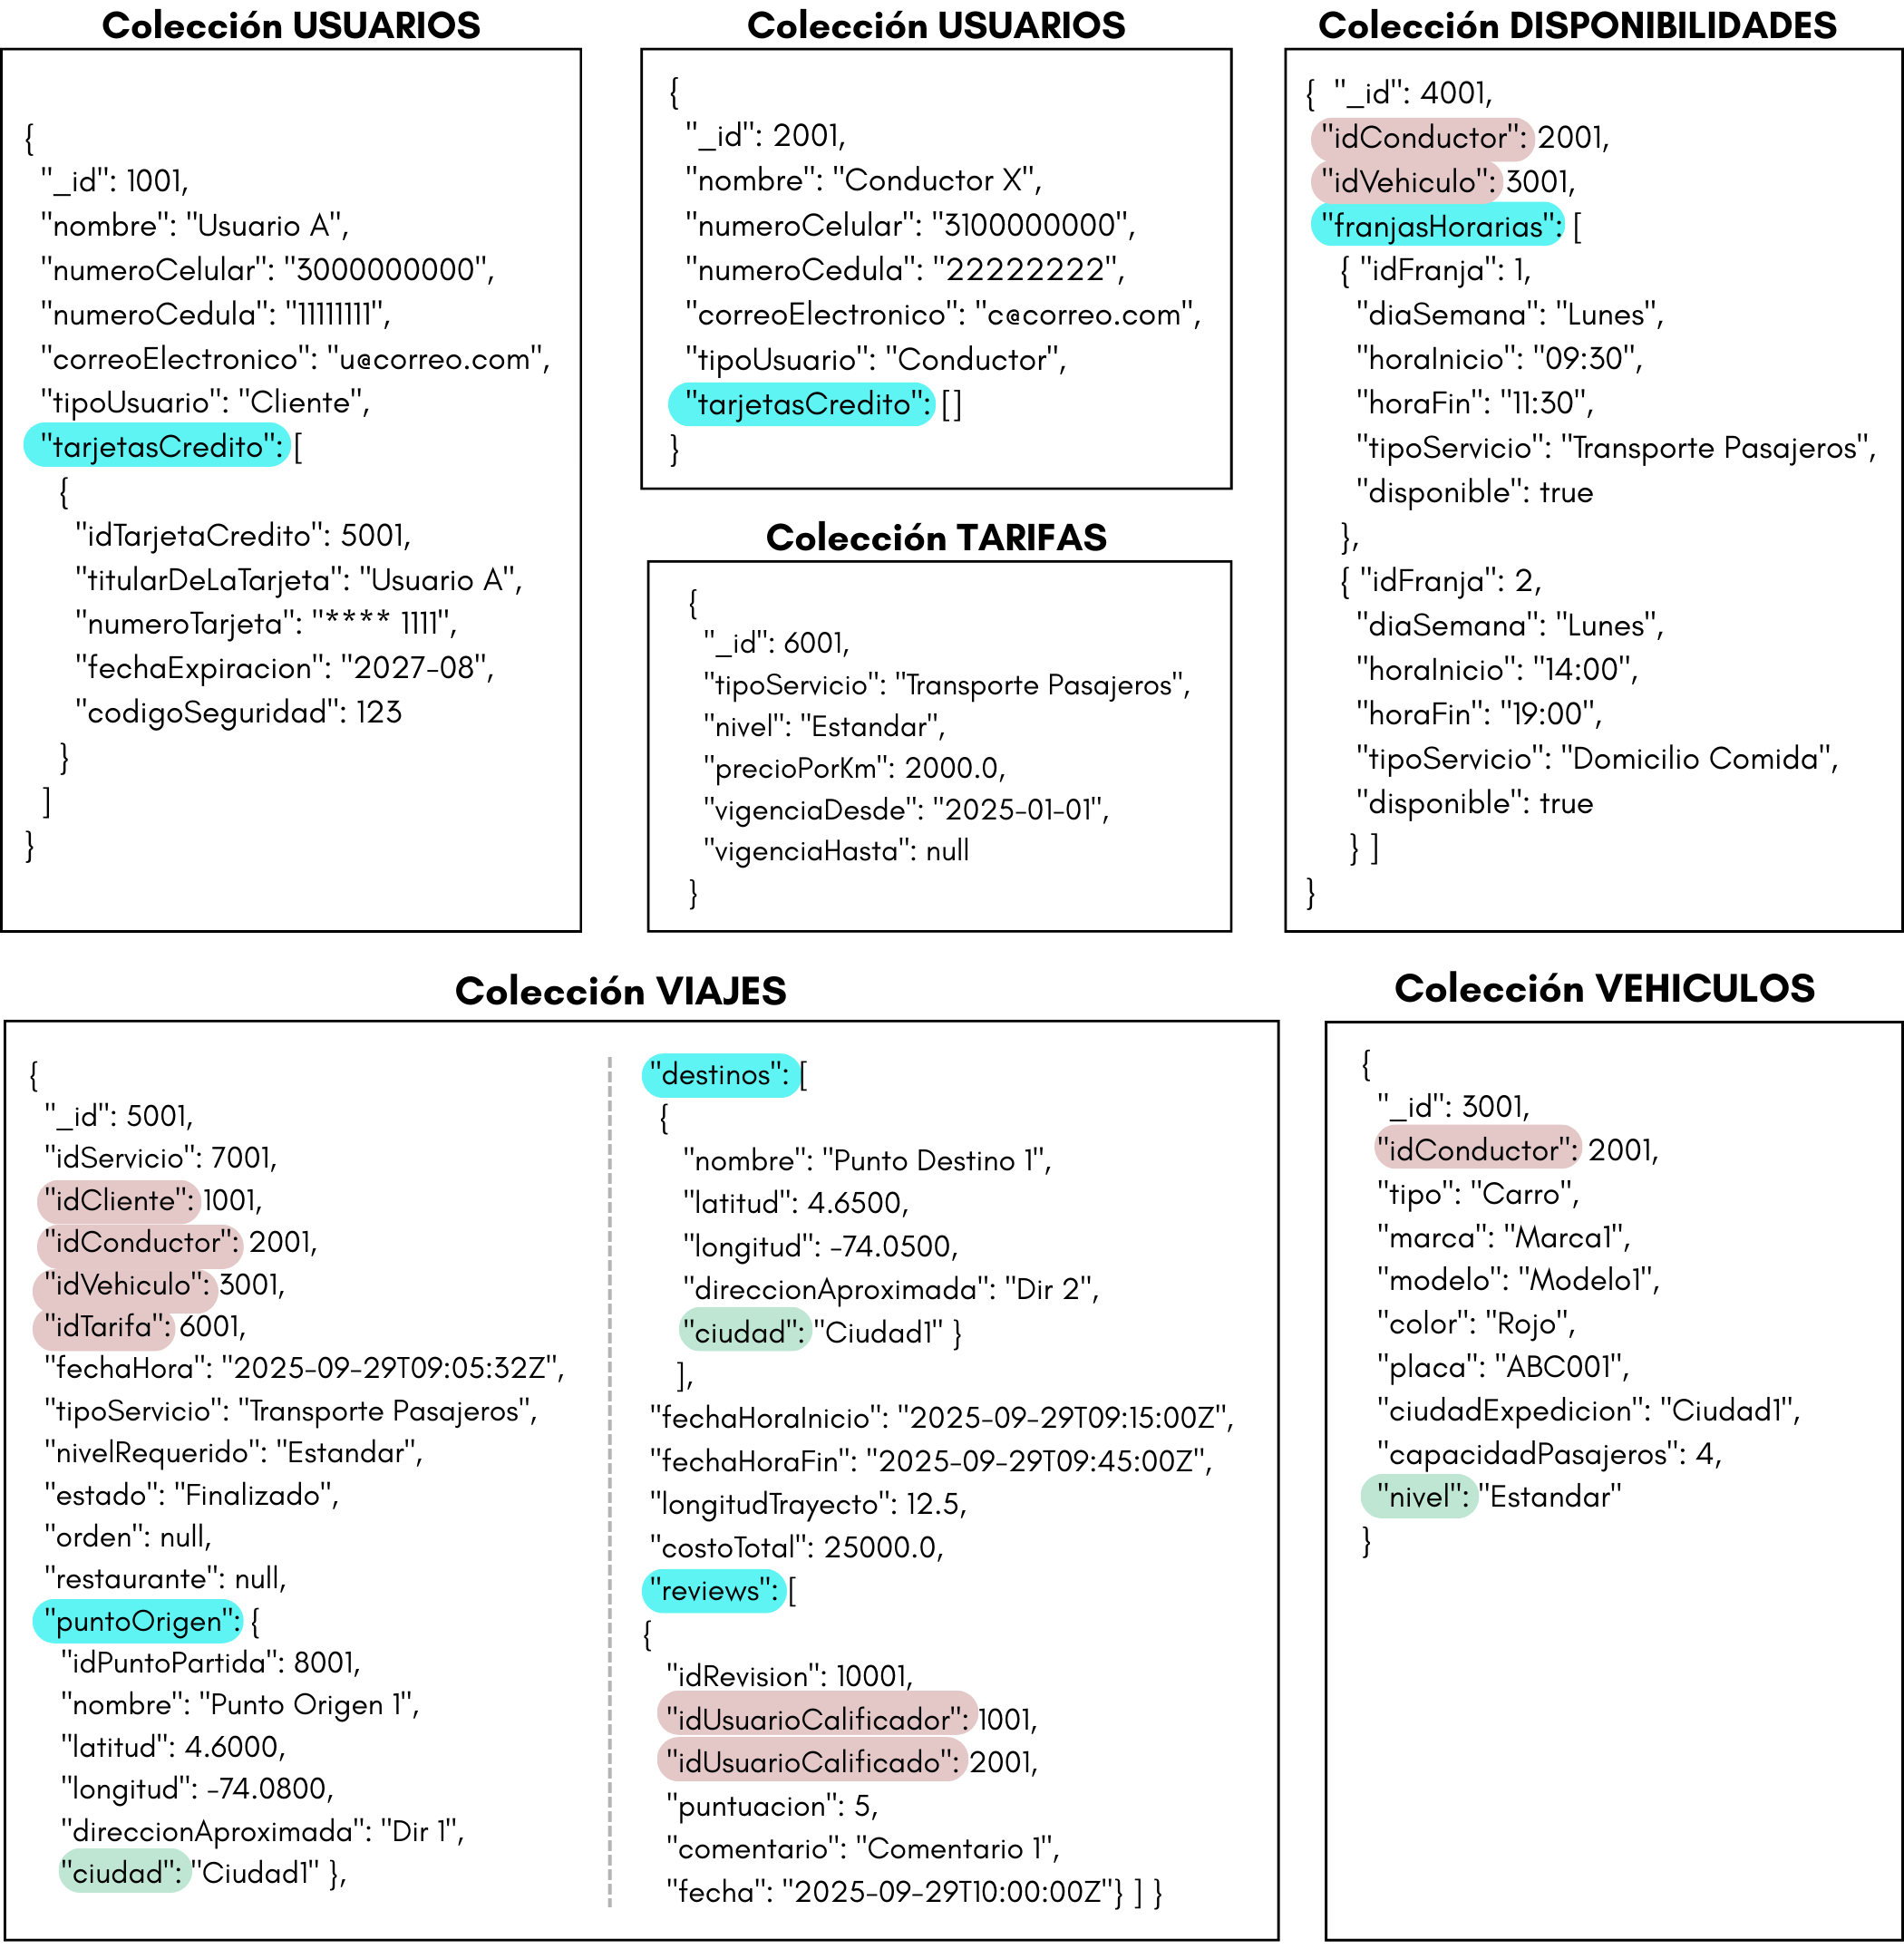 Colección USUARIOS
{
"_id": 1001,
"nombre": "Usuario A",
"numeroCelular": "3000000000",
"numeroCedula": "11111111",
"correoElectronico": "u@correo.com",
"tipoUsuario": "Cliente",
"tarjetasCredito": [
{
"idTarjetaCredito": 5001,
"titularDeLaTarjeta": "Usuario A",
"numeroTarjeta": "**** 1111",
"fechaExpiracion": "2027-08",
"codigoSeguridad": 123
}
]
}
Colección USUARIOS
{
"_id": 2001,
"nombre": "Conductor X",
"numeroCelular": "3100000000",
"numeroCedula": "22222222",
"correoElectronico": "c@correo.com",
"tipoUsuario": "Conductor",
"tarjetasCredito": []
}
Colección TARIFAS
{
"_id": 6001,
"tipoServicio": "Transporte Pasajeros",
"nivel": "Estandar",
"precioPorKm": 2000.0,
"vigenciaDesde": "2025-01-01",
"vigenciaHasta": null
}
Colección DISPONIBILIDADES
{ "_id": 4001,
"idConductor": 2001,
"idVehiculo": 3001,
"franjasHorarias": [
{ "idFranja": 1,
"diaSemana": "Lunes",
"horaInicio": "09:30",
"horaFin": "11:30",
"tipoServicio": "Transporte Pasajeros",
"disponible": true
},
{ "idFranja": 2,
"diaSemana": "Lunes",
"horaInicio": "14:00",
"horaFin": "19:00",
"tipoServicio": "Domicilio Comida",
"disponible": true
} ]
}
Colección VIAJES
{
"_id": 5001,
"idServicio": 7001,
"idCliente": 1001,
"idConductor": 2001,
"idVehiculo": 3001,
"idTarifa": 6001,
"fechaHora": "2025-09-29T09:05:32Z",
"tipoServicio": "Transporte Pasajeros",
"nivelRequerido": "Estandar",
"estado": "Finalizado",
"orden": null,
"restaurante": null,
"puntoOrigen": {
"idPuntoPartida": 8001,
"nombre": "Punto Origen 1",
"latitud": 4.6000,
"longitud": -74.0800,
"direccionAproximada": "Dir 1",
"ciudad": "Ciudad1" },
"destinos": [
{
"nombre": "Punto Destino 1",
"latitud": 4.6500,
"longitud": -74.0500,
"direccionAproximada": "Dir 2",
"ciudad": "Ciudad1" }
],
"fechaHoraInicio": "2025-09-29T09:15:00Z",
"fechaHoraFin": "2025-09-29T09:45:00Z",
"longitudTrayecto": 12.5,
"costoTotal": 25000.0,
"reviews": [
{
"idRevision": 10001,
"idUsuarioCalificador": 1001,
"idUsuarioCalificado": 2001,
"puntuacion": 5,
"comentario": "Comentario 1",
"fecha": "2025-09-29T10:00:00Z"} ] }
Colección VEHICULOS
{
"_id": 3001,
"idConductor": 2001,
"tipo": "Carro",
"marca": "Marca1",
"modelo": "Modelo1",
"color": "Rojo",
"placa": "ABC001",
"ciudadExpedicion": "Ciudad1",
"capacidadPasajeros": 4,
"nivel": "Estandar"
}